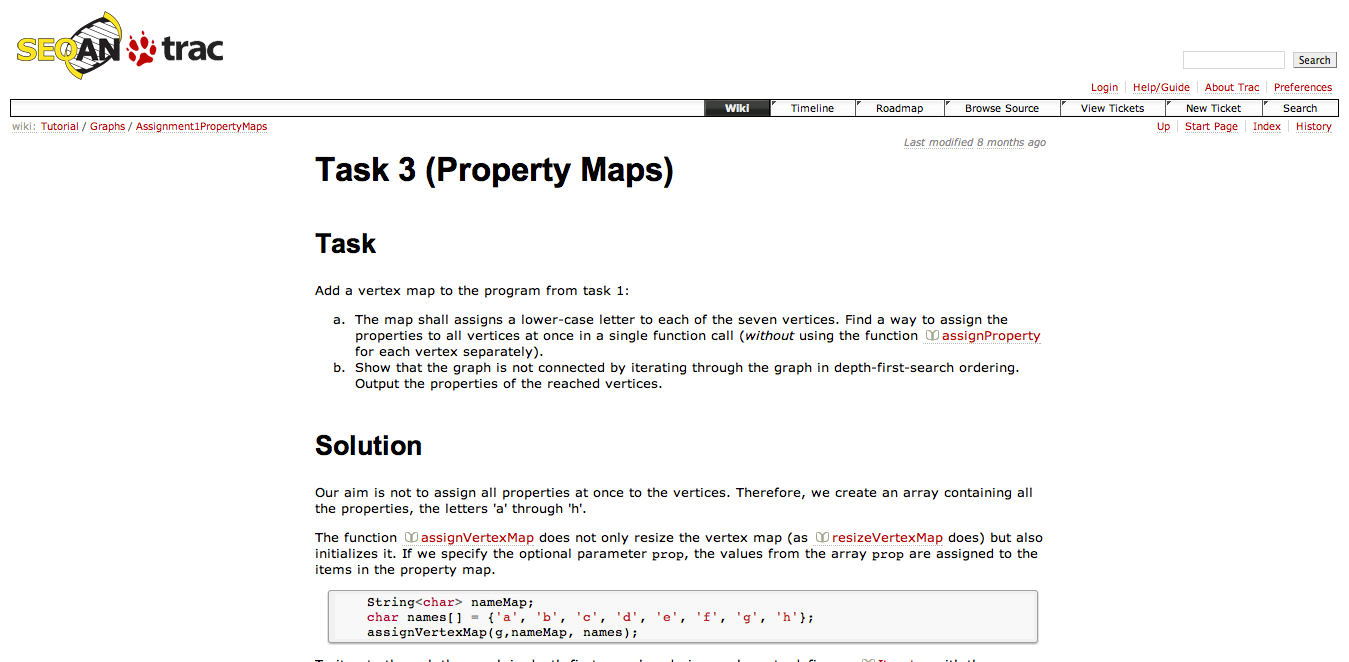 SEQAN trac
Search
Login Help/Guide About Trac Preferences
Wiki Timeline Roadmap Browse Source View Tickets New Ticket Search
wiki: Tutorial / Graphs / Assignment1PropertyMaps
Up Start Page Index History
Last modified 8 months ago
Task 3 (Property Maps)
Task
Add a vertex map to the program from task 1:
a. The map shall assigns a lower-case letter to each of the seven vertices. Find a way to assign the
properties to all vertices at once in a single function call (without using the function assignProperty
for each vertex separately).
b. Show that the graph is not connected by iterating through the graph in depth-first-search ordering.
Output the properties of the reached vertices.
Solution
Our aim is not to assign all properties at once to the vertices. Therefore, we create an array containing all
the properties, the letters 'a' through 'h'.
The function assignVertexMap does not only resize the vertex map (as resizeVertexMap does) but also
initializes it. If we specify the optional parameter prop, the values from the array prop are assigned to the
items in the property map.
String<char> nameMap;
char names[] = {'a', 'b', 'c', 'd', 'e', 'f', 'g', 'h'};
assignVertexMap(g,nameMap, names);